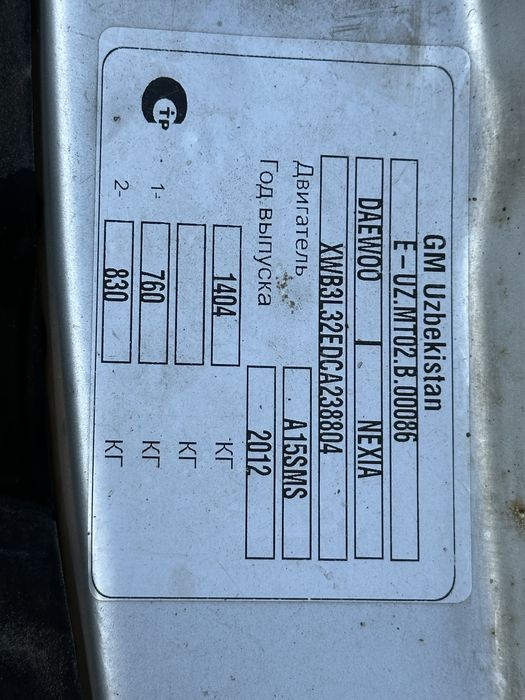 GM Uzbekistan
E-UZ.MT02.B.00086
DAEWOO I NEXIA
XWB3L32EDCA238804
Двигатель A15SMS
Год выпуска 2012
1404 КГ
КГ
1- 760 КГ
2- 830 КГ
СТР